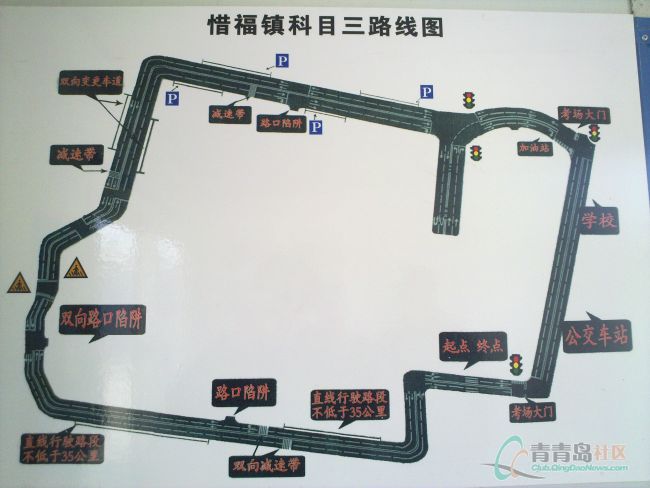 惜福镇科目三路线图
P
双向变更车道
P
减速带
路口陷阱
P
P
考场大门
加油站
减速带
学校
双向路口陷阱
公交车站
起点 终点
路口陷阱
直线行驶路段
不低于35公里
考场大门
直线行驶路段
不低于35公里
双向减速带
青青岛社区
Club.QingDaoNews.com